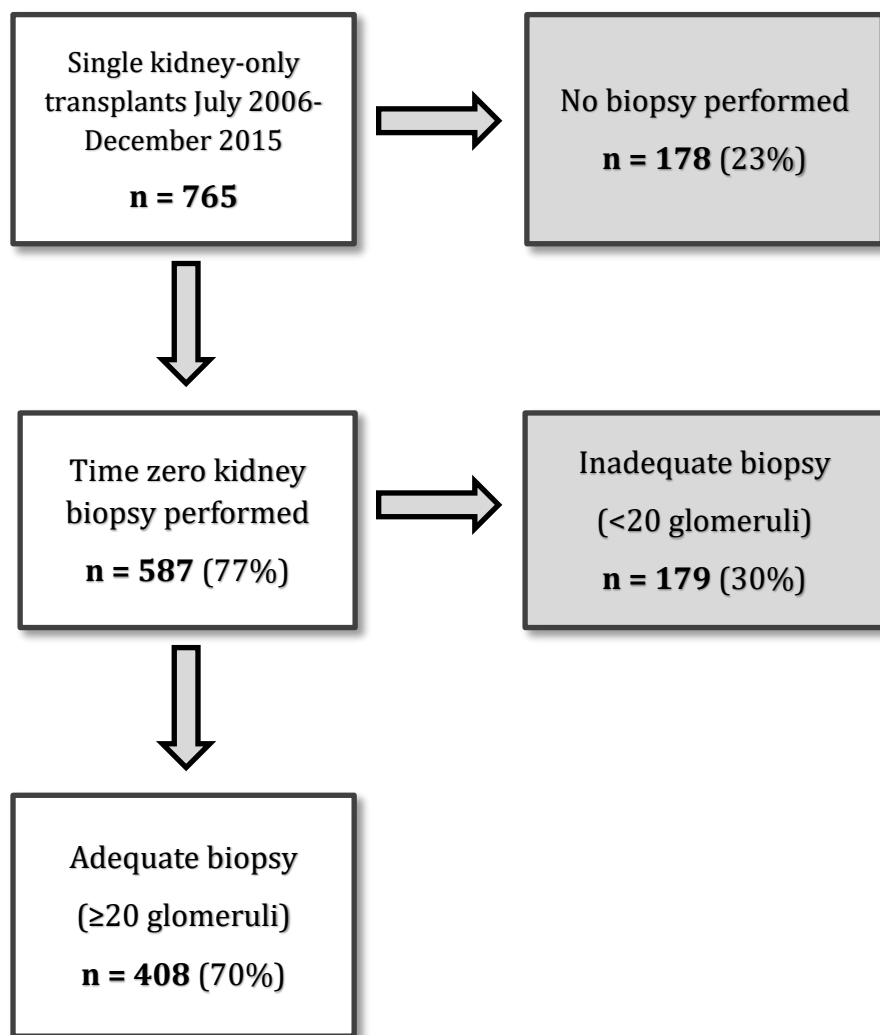 Single kidney-only
transplants July 2006-
December 2015
n = 765
No biopsy performed
n = 178 (23%)
Time zero kidney
biopsy performed
n = 587 (77%)
Inadequate biopsy
(<20 glomeruli)
n = 179 (30%)
Adequate biopsy
(≥20 glomeruli)
n = 408 (70%)